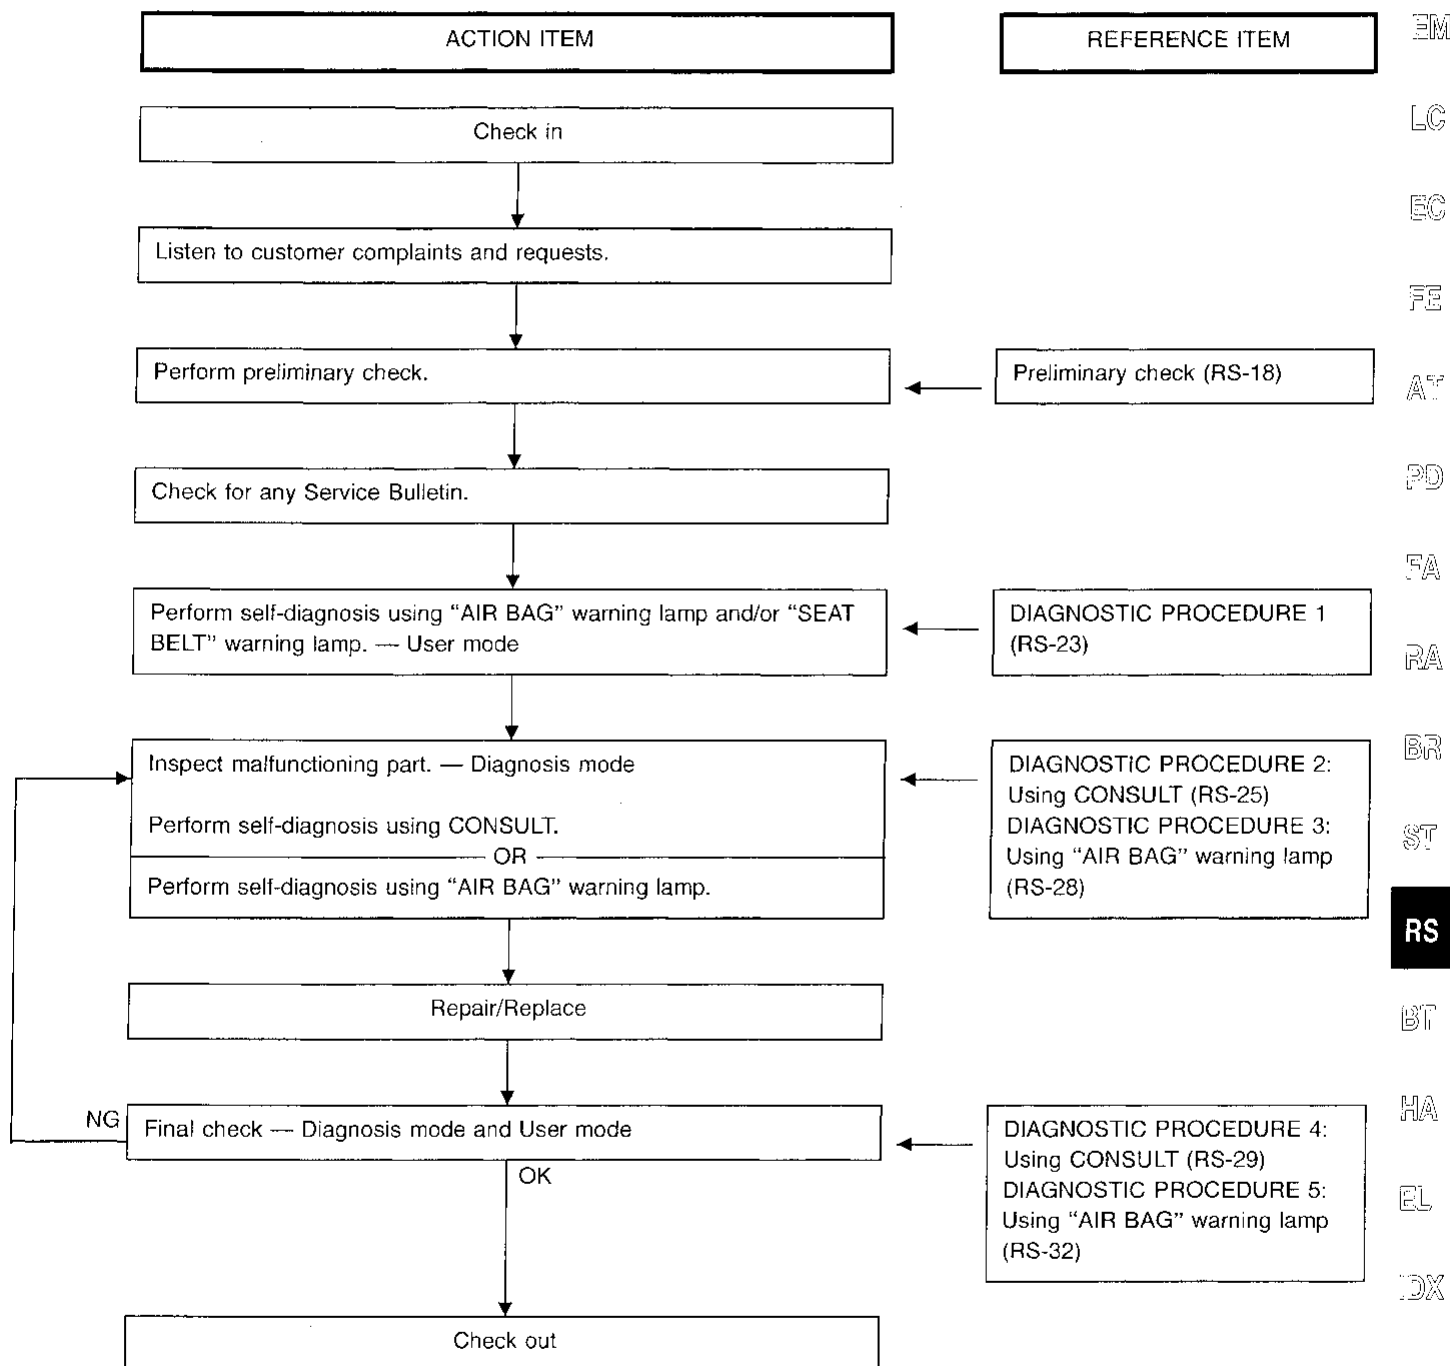 ACTION ITEM
REFERENCE ITEM
Check in
Listen to customer complaints and requests.
Perform preliminary check.
Preliminary check (RS-18)
Check for any Service Bulletin.
Perform self-diagnosis using “AIR BAG” warning lamp and/or “SEAT
BELT” warning lamp. — User mode
DIAGNOSTIC PROCEDURE 1
(RS-23)
Inspect malfunctioning part. — Diagnosis mode
Perform self-diagnosis using CONSULT.
OR
Perform self-diagnosis using “AIR BAG” warning lamp.
DIAGNOSTIC PROCEDURE 2:
Using CONSULT (RS-25)
DIAGNOSTIC PROCEDURE 3:
Using “AIR BAG” warning lamp
(RS-28)
Repair/Replace
NG
Final check — Diagnosis mode and User mode
OK
DIAGNOSTIC PROCEDURE 4:
Using CONSULT (RS-29)
DIAGNOSTIC PROCEDURE 5:
Using “AIR BAG” warning lamp
(RS-32)
Check out
EM
LC
EC
FE
AT
PD
FA
RA
BR
ST
RS
BT
HA
EL
IDX